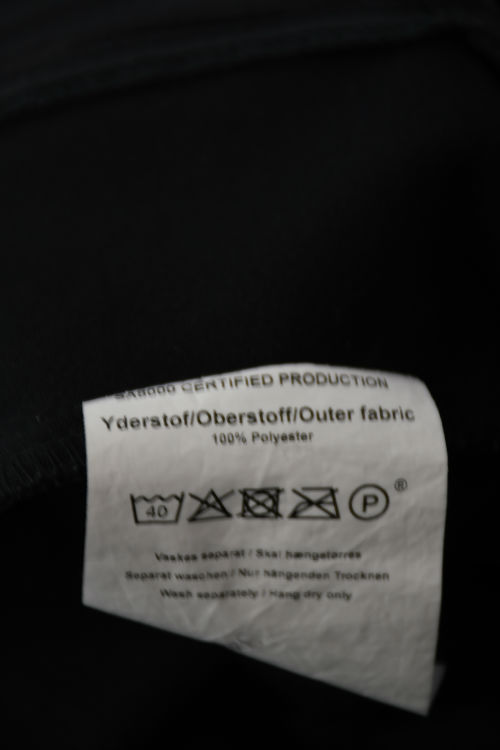 SA8000 CERTIFIED PRODUCTION
Yderstof/Oberstoff/Outer fabric
100% Polyester
40 P ®
Vaskes separat / Skal hængetørres
Separat waschen / Nur hängenden Trocknen
Wash separately / Hang dry only